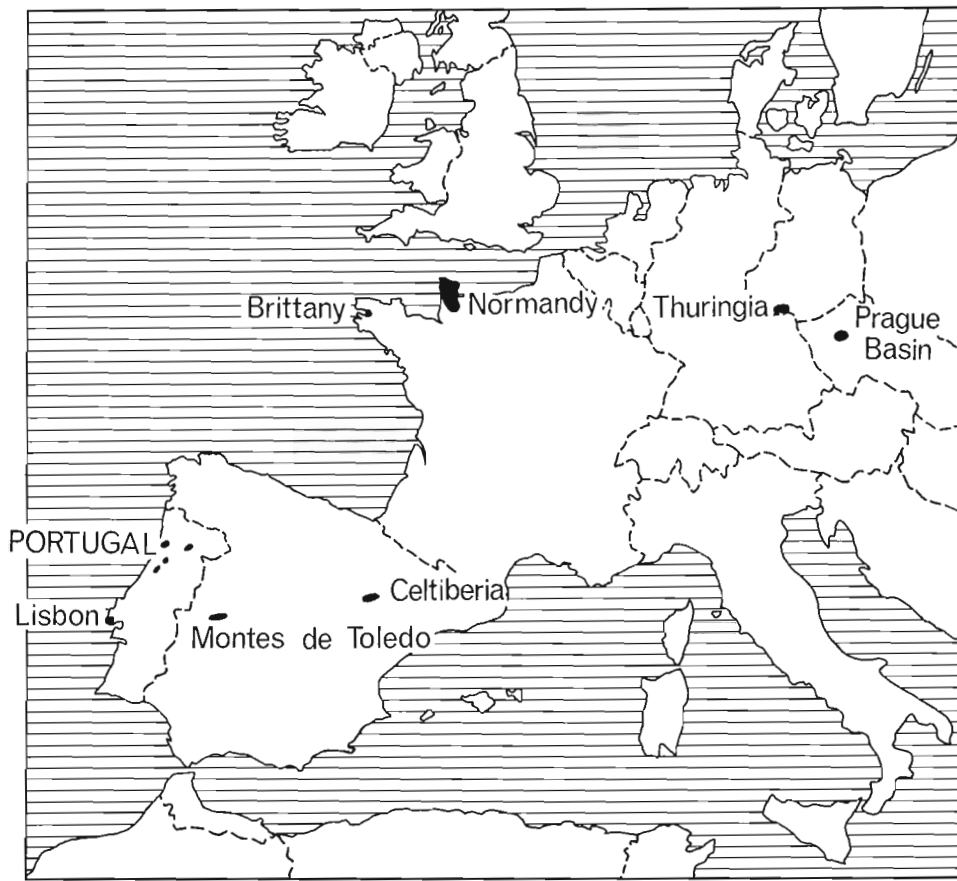 Brittany
Normandy
Thuringia
Prague
Basin
PORTUGAL
Celtiberia
Lisbon
Montes de Toledo